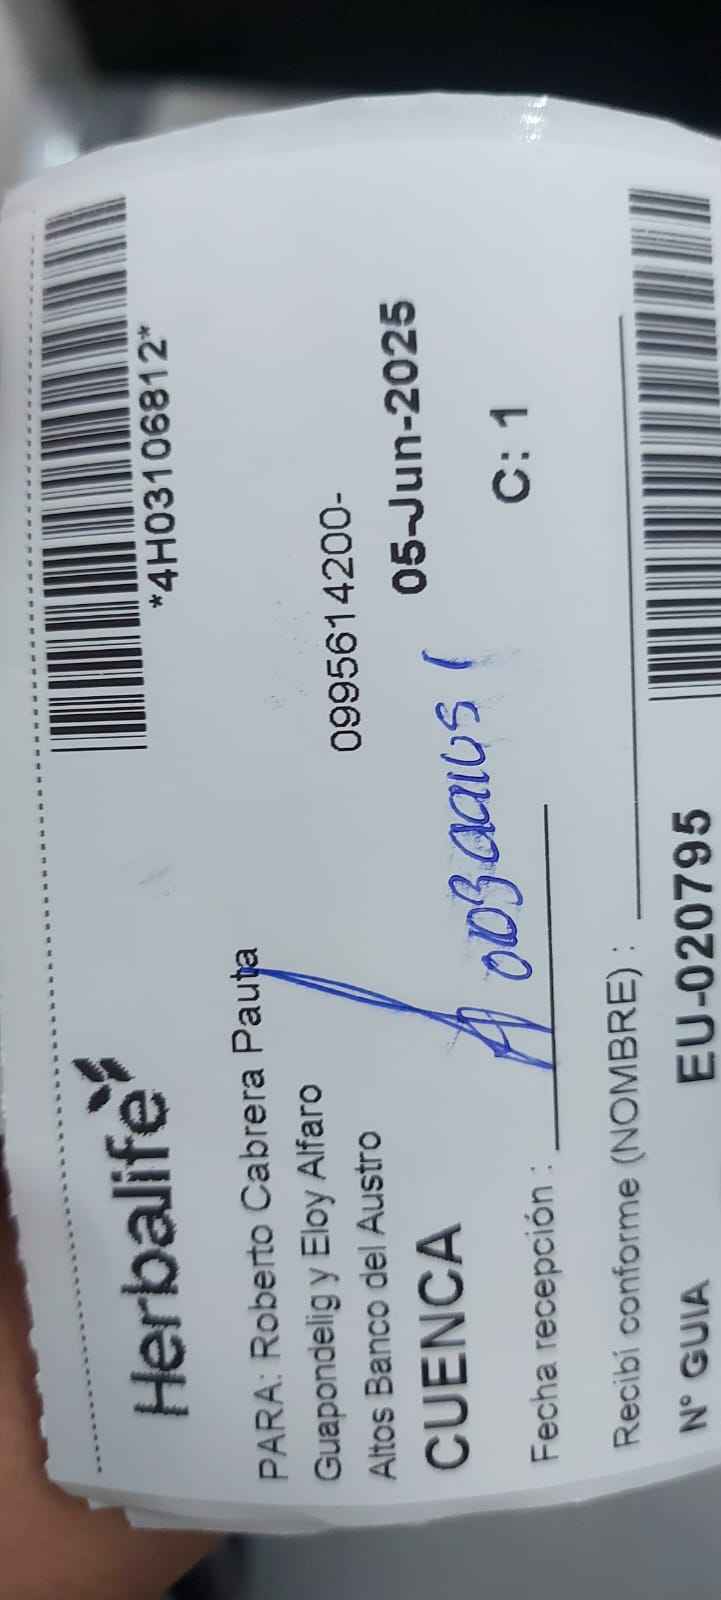 *4H03106812*
Herbalife
PARA: Roberto Cabrera Pauta
Guapondelig y Eloy Alfaro
0995614200-
Altos Banco del Austro
CUENCA
05-Jun-2025
C: 1
Fecha recepción :
Recibí conforme (NOMBRE) :
N° GUIA EU-020795